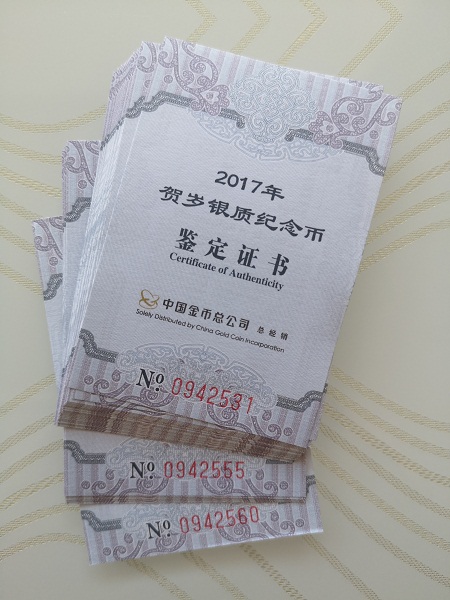 2017年
贺岁银质纪念币
鉴定证书
Certificate of Authenticity
中国金币总公司 总经销
Solely Distributed by China Gold Coin Incorporation
No 0942531
No 0942555
No 0942560